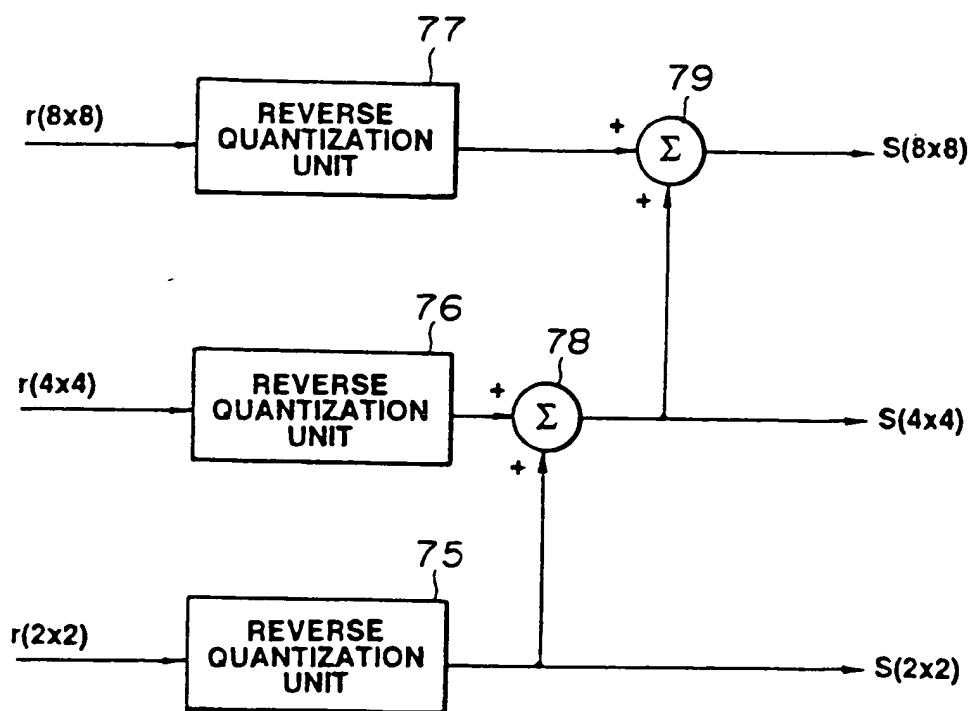 77
79
r(8x8)
REVERSE
QUANTIZATION
UNIT
+
Σ
S(8x8)
+
76
78
r(4x4)
REVERSE
QUANTIZATION
UNIT
+
Σ
S(4x4)
+
75
r(2x2)
REVERSE
QUANTIZATION
UNIT
S(2x2)